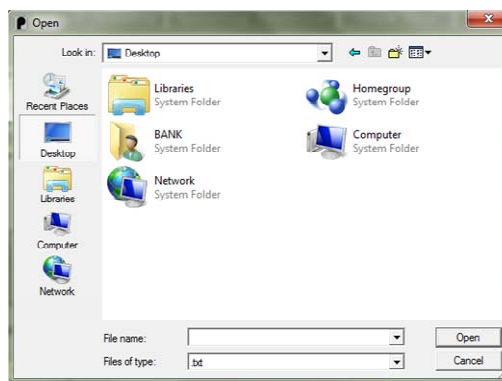 Open
Look in:
Desktop
Recent Places
Desktop
Libraries
Computer
Network
Libraries
System Folder
Homegroup
System Folder
BANK
System Folder
Computer
System Folder
Network
System Folder
File name:
Open
Files of type:
.txt
Cancel